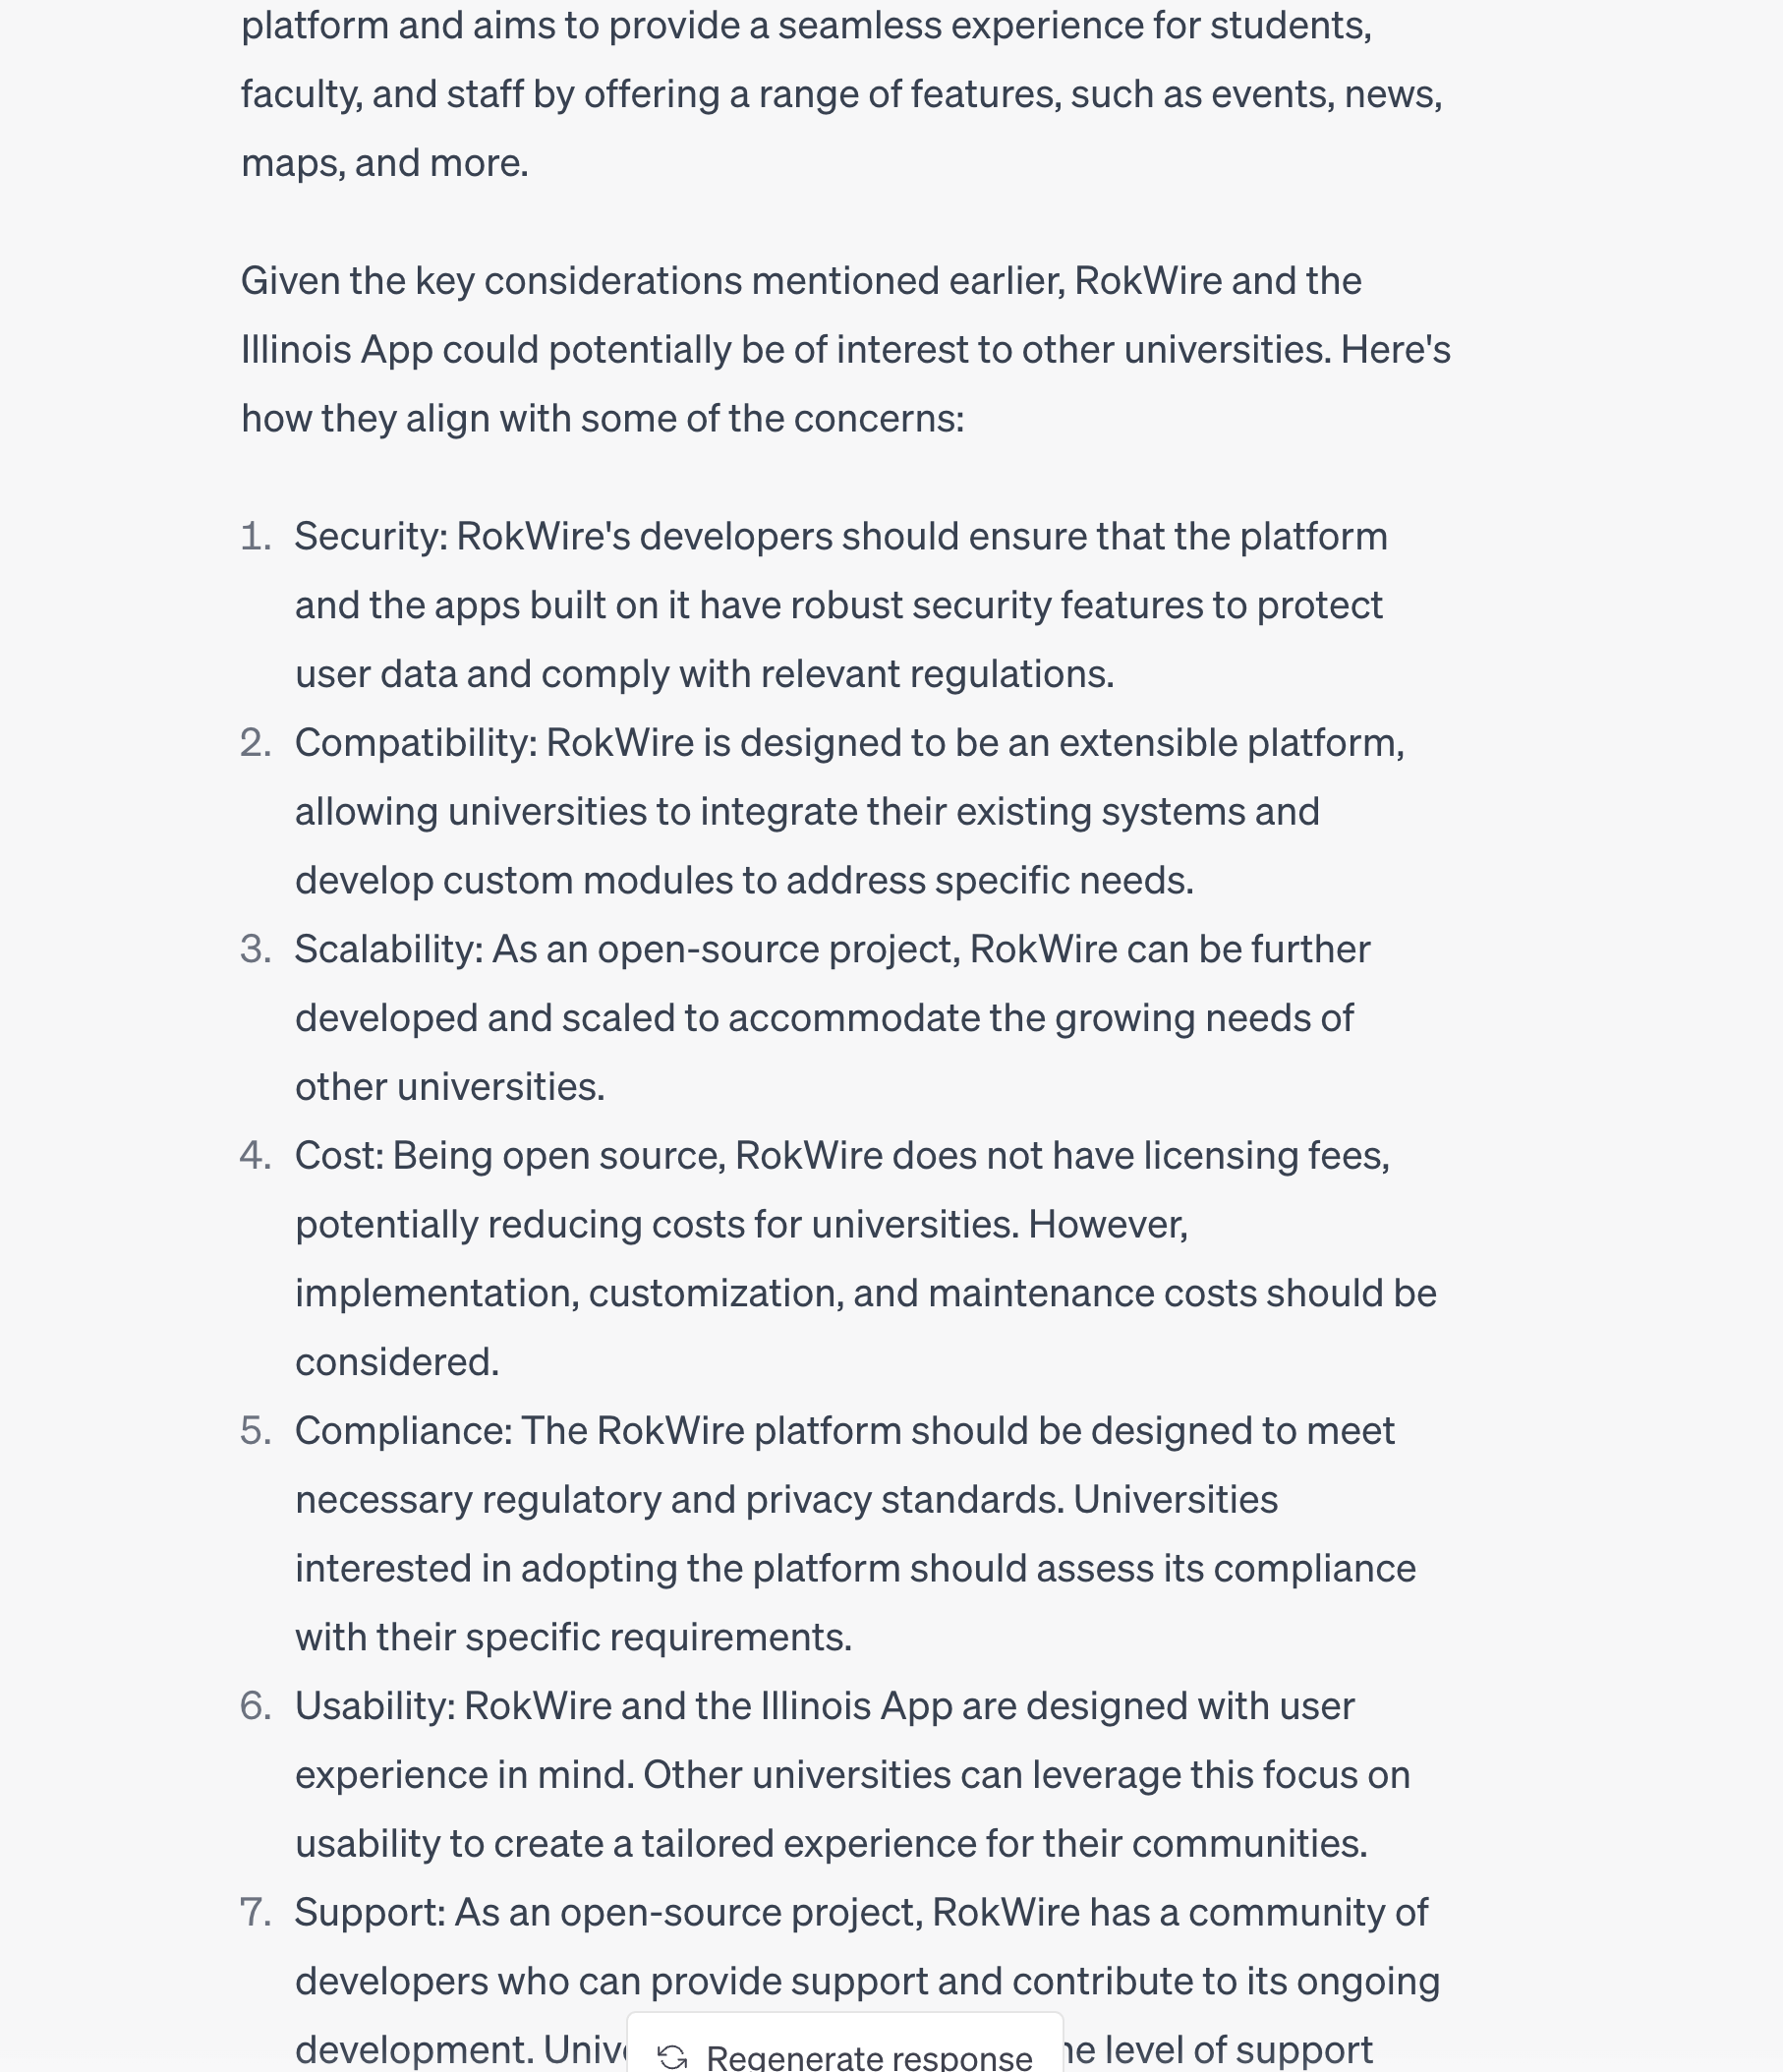 platform and aims to provide a seamless experience for students,
faculty, and staff by offering a range of features, such as events, news,
maps, and more.
Given the key considerations mentioned earlier, RokWire and the
Illinois App could potentially be of interest to other universities. Here's
how they align with some of the concerns:
1. Security: RokWire's developers should ensure that the platform
and the apps built on it have robust security features to protect
user data and comply with relevant regulations.
2. Compatibility: RokWire is designed to be an extensible platform,
allowing universities to integrate their existing systems and
develop custom modules to address specific needs.
3. Scalability: As an open-source project, RokWire can be further
developed and scaled to accommodate the growing needs of
other universities.
4. Cost: Being open source, RokWire does not have licensing fees,
potentially reducing costs for universities. However,
implementation, customization, and maintenance costs should be
considered.
5. Compliance: The RokWire platform should be designed to meet
necessary regulatory and privacy standards. Universities
interested in adopting the platform should assess its compliance
with their specific requirements.
6. Usability: RokWire and the Illinois App are designed with user
experience in mind. Other universities can leverage this focus on
usability to create a tailored experience for their communities.
7. Support: As an open-source project, RokWire has a community of
developers who can provide support and contribute to its ongoing
development. level of support
Regenerate response